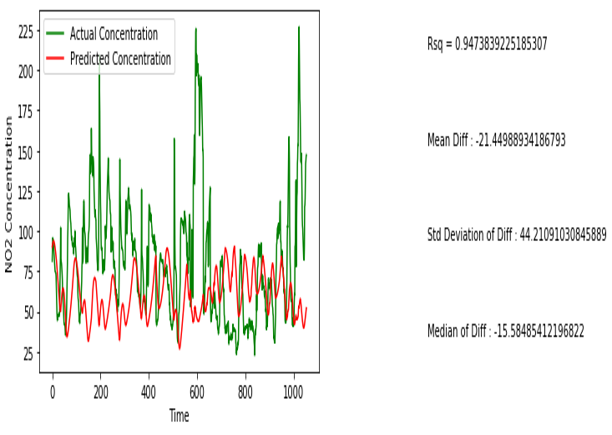 Actual Concentration
Predicted Concentration
225
200
175
150
125
100
75
50
25
NO2 Concentration
0 200 400 600 800 1000
Time
Rsq = 0.9473839225185307
Mean Diff : -21.44988934186793
Std Deviation of Diff : 44.21091030845889
Median of Diff : -15.58485412196822